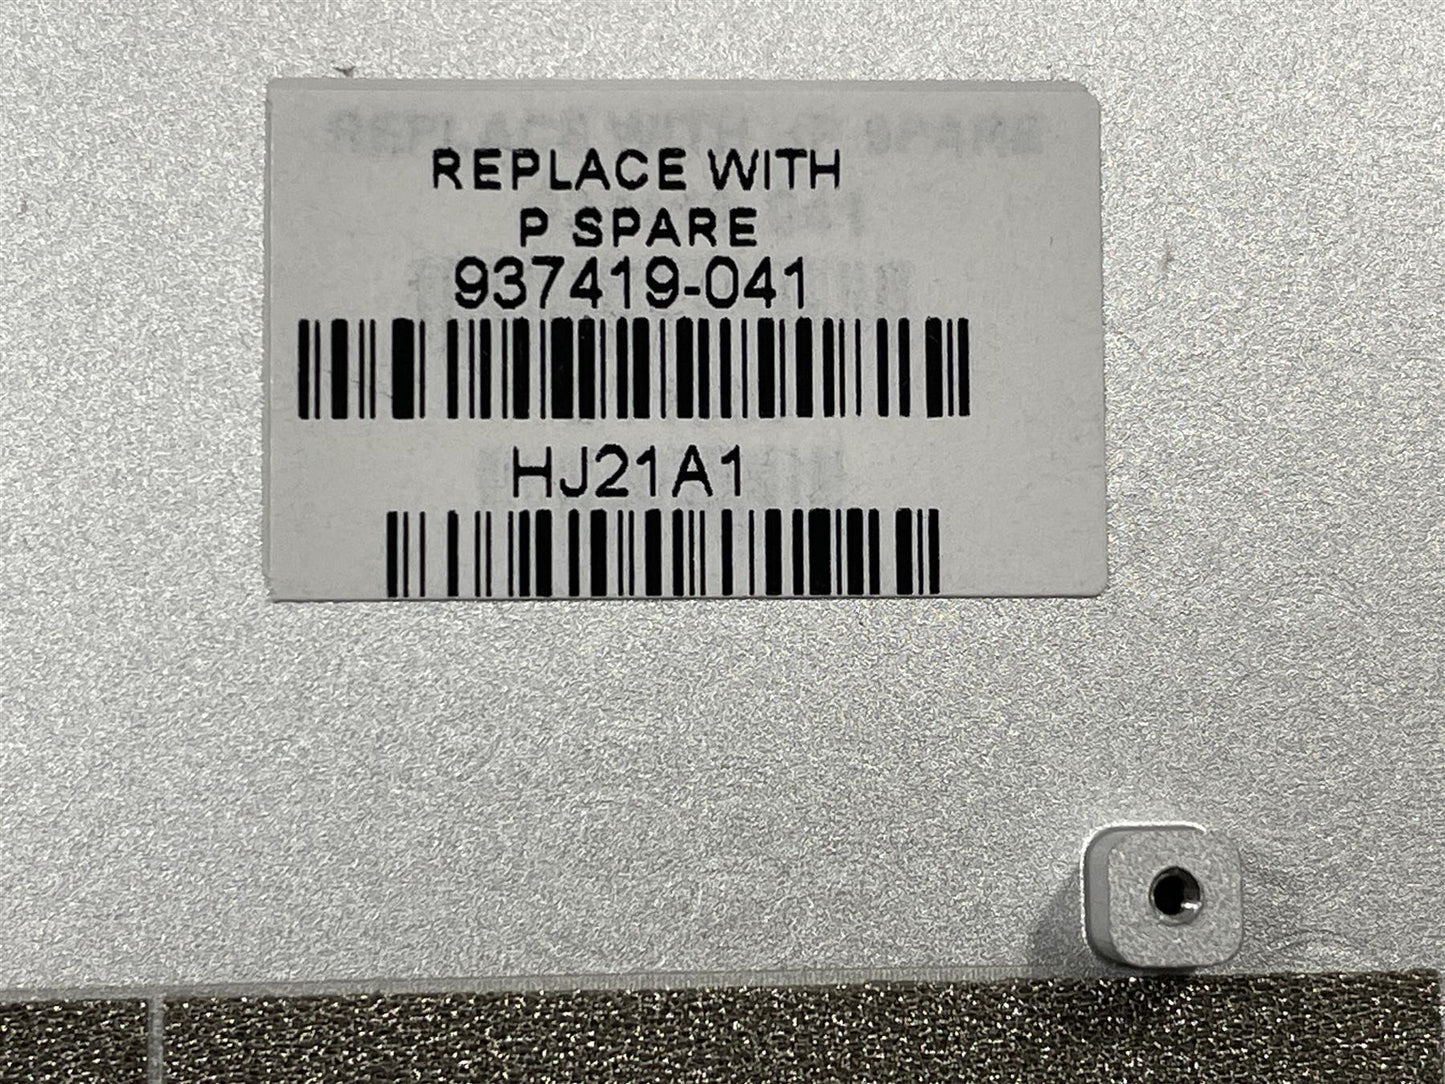 REPLACE WITH
P SPARE
937419-041
HJ21A1